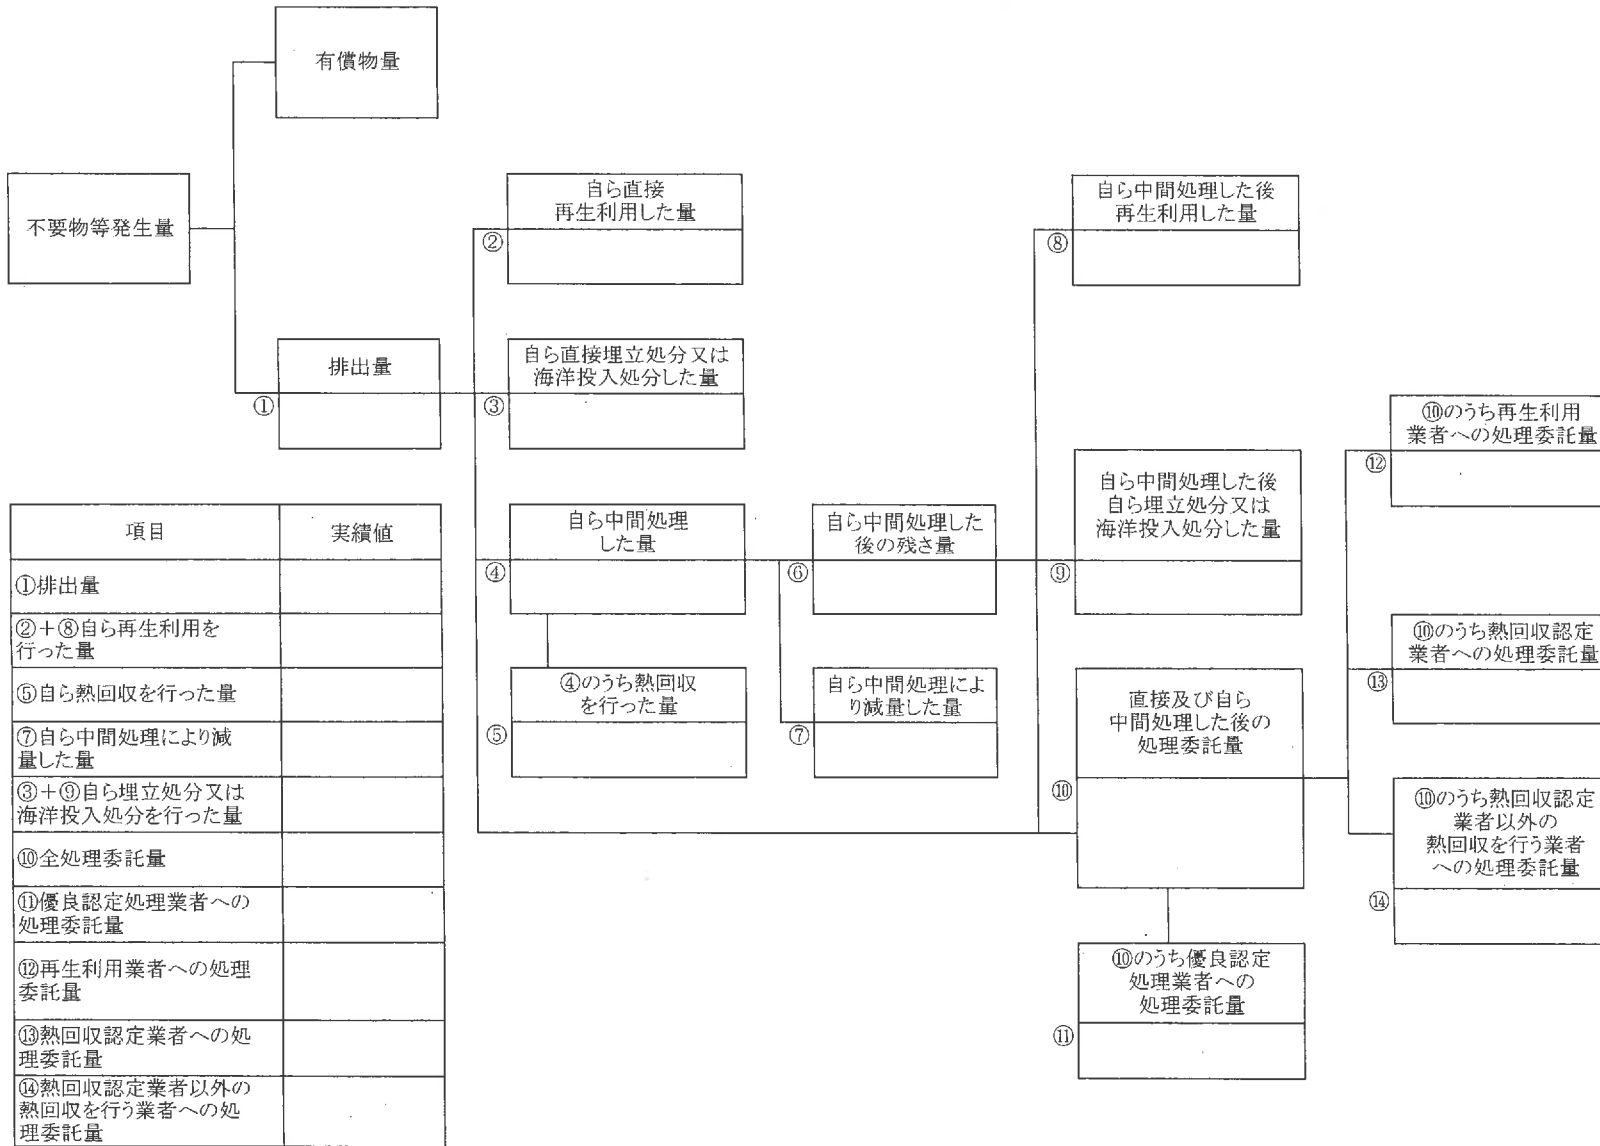 有償物量
不要物等発生量
排出量
①
自ら直接
再生利用した量
②
自ら直接埋立処分又は
海洋投入処分した量
③
自ら中間処理
した量
④
④のうち熱回収
を行った量
⑤
自ら中間処理した
後の残さ量
⑥
自ら中間処理によ
り減量した量
⑦
自ら中間処理した後
再生利用した量
⑧
自ら中間処理した後
自ら埋立処分又は
海洋投入処分した量
⑨
直接及び自ら
中間処理した後の
処理委託量
⑩
⑩のうち優良認定
処理業者への
処理委託量
⑪
⑩のうち再生利用
業者への処理委託量
⑫
⑩のうち熱回収認定
業者への処理委託量
⑬
⑩のうち熱回収認定
業者以外の
熱回収を行う業者
への処理委託量
⑭
項目 実績値
①排出量
②+⑧自ら再生利用を
行った量
⑤自ら熱回収を行った量
⑦自ら中間処理により減
量した量
③+⑨自ら埋立処分又は
海洋投入処分を行った量
⑩全処理委託量
⑪優良認定処理業者への
処理委託量
⑫再生利用業者への処理
委託量
⑬熱回収認定業者への処
理委託量
⑭熱回収認定業者以外の
熱回収を行う業者への処
理委託量